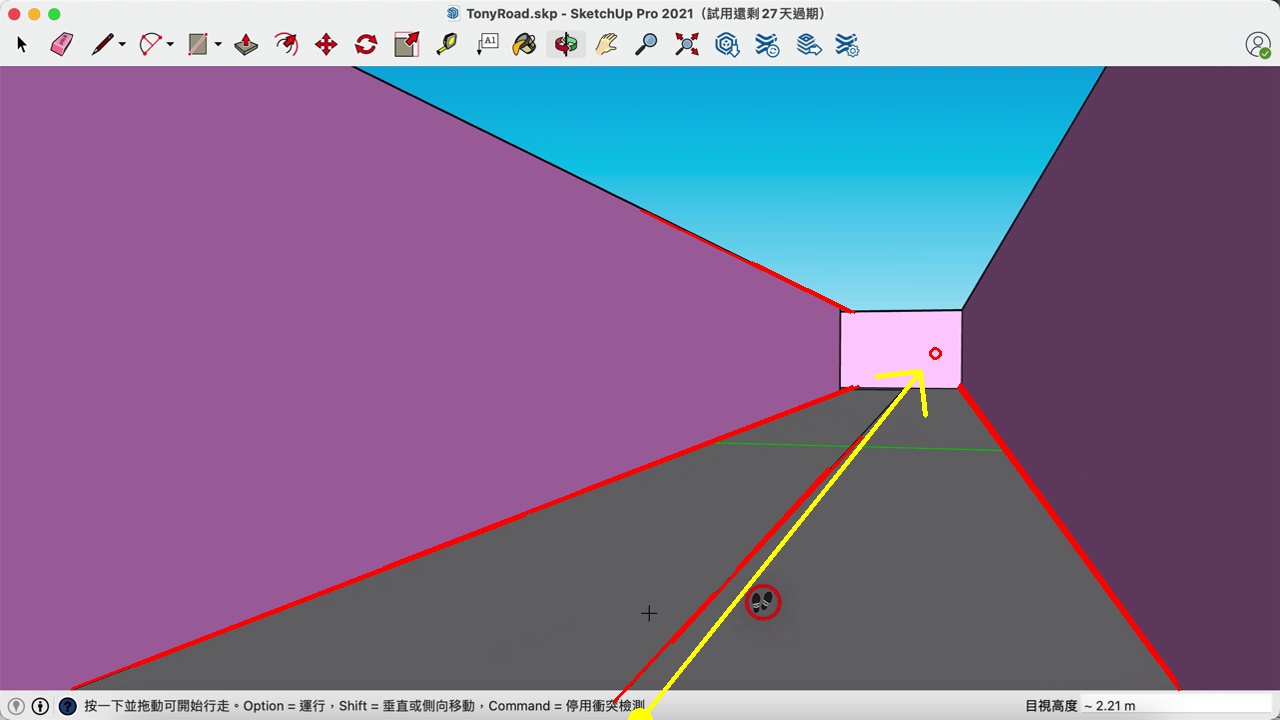 TonyRoad.skp - SketchUp Pro 2021（試用還剩 27 天過期）
A1
按一下並拖動可開始行走。Option = 運行，Shift = 垂直或側向移動，Command = 停用衝突檢測
目視高度 ~ 2.21 m